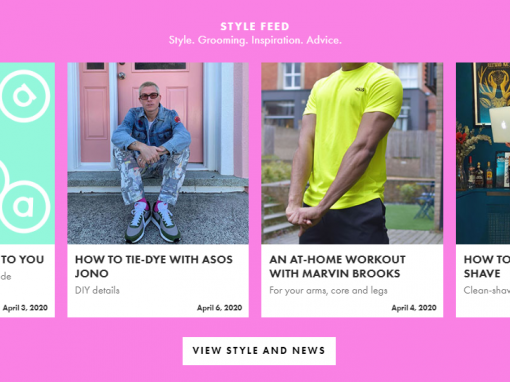 STYLE FEED
Style. Grooming. Inspiration. Advice.
TO YOU
de
April 3, 2020
HOW TO TIE-DYE WITH ASOS
JONO
DIY details
April 6, 2020
AN AT-HOME WORKOUT
WITH MARVIN BROOKS
For your arms, core and legs
April 4, 2020
HOW TO
SHAVE
Clean-shav
VIEW STYLE AND NEWS